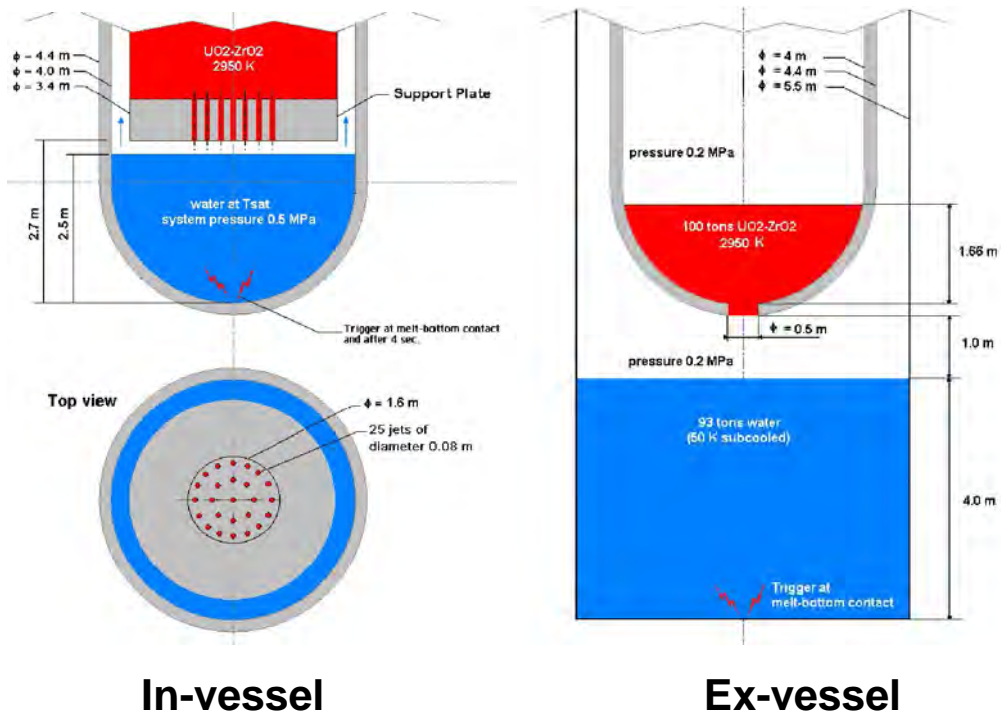 ϕ = 4.4 m
ϕ = 4.0 m
ϕ = 3.4 m
UO2-ZrO2
2950 K
Support Plate
water at Tsat
system pressure 0.5 MPa
2.7 m
2.5 m
Trigger at melt-bottom contact
and after 4 sec.
Top view
ϕ = 1.6 m
25 jets of
diameter 0.08 m
In-vessel
ϕ = 4 m
ϕ = 4.4 m
ϕ = 5.5 m
pressure 0.2 MPa
100 tons UO2-ZrO2
2950 K
1.66 m
ϕ = 0.5 m
1.0 m
pressure 0.2 MPa
93 tons water
(50 K subcooled)
4.0 m
Trigger at
melt-bottom contact
Ex-vessel